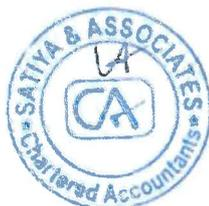 SATIYA & ASSOCIATES
CA
Chartered Accountants